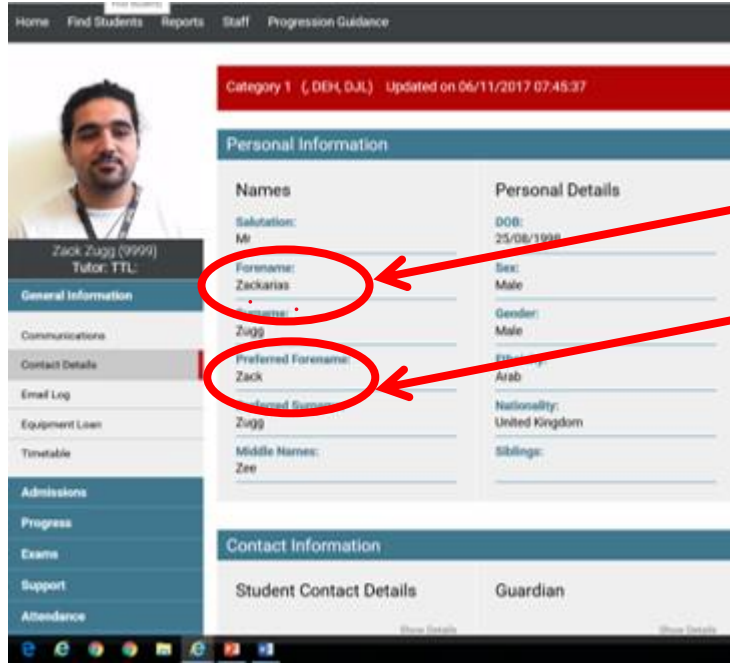 Find Students
Home Find Students Reports Staff Progression Guidance
Category 1 (, DEH, DJL) Updated on 06/11/2017 07:45:37
Personal Information
Names
Salutation:
Mr
Forename:
Zackarias
Surname:
Zugg
Preferred Forename:
Zack
Preferred Surname:
Zugg
Middle Names:
Zee
Personal Details
DOB:
25/08/1998
Sex:
Male
Gender:
Male
Ethnicity:
Arab
Nationality:
United Kingdom
Siblings:
Zack Zugg (9999)
Tutor: TTL:
General Information
Communications
Contact Details
Email Log
Equipment Loan
Timetable
Admissions
Progress
Exams
Support
Attendance
Contact Information
Student Contact Details
Show Details
Guardian
Show Details